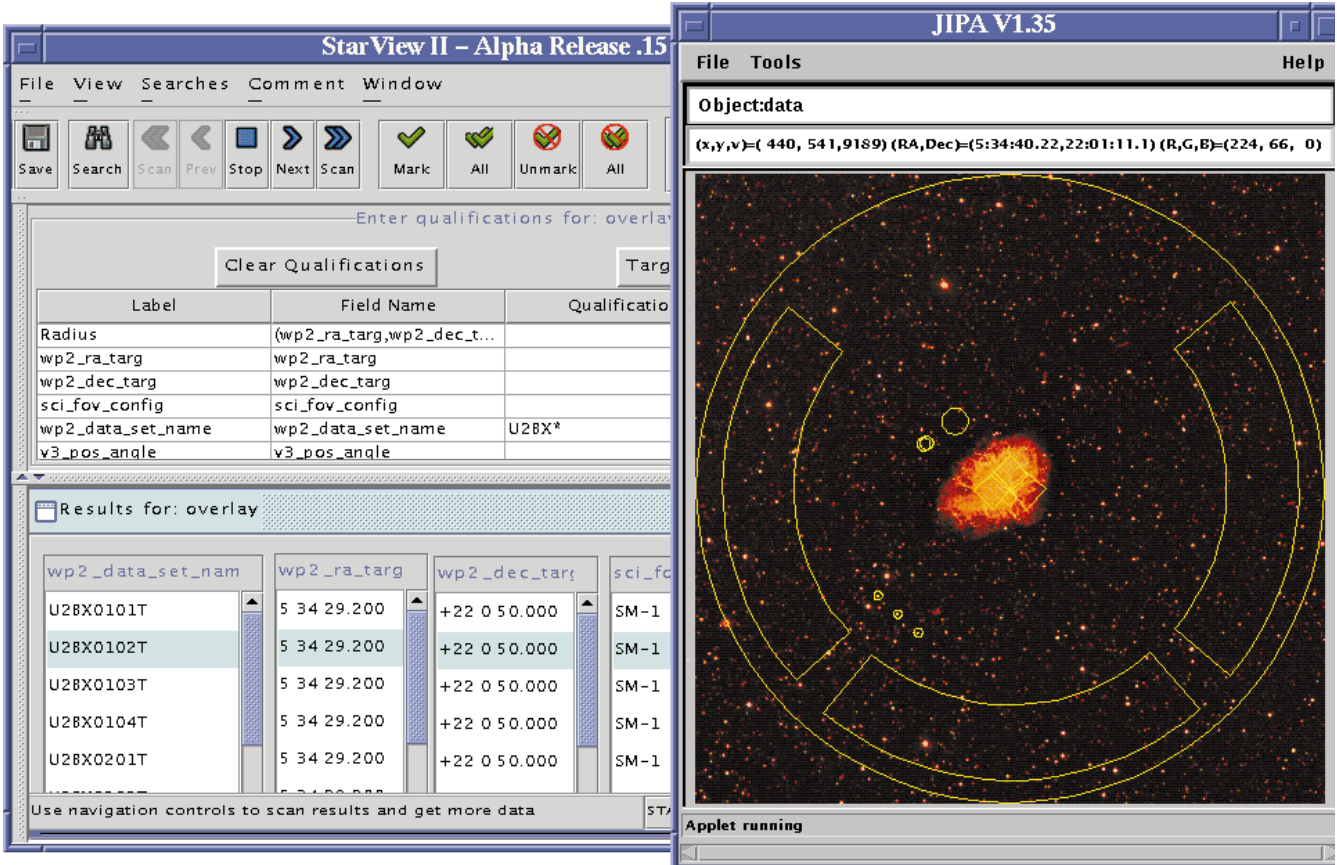 StarView II – Alpha Release .15
File View Searches Comment Window
Save Search Scan Prev Stop Next Scan Mark All Unmark All
Enter qualifications for: overlay
Clear Qualifications Targ
Label Field Name Qualificatio
Radius (wp2_ra_targ,wp2_dec_t...
wp2_ra_targ wp2_ra_targ
wp2_dec_targ wp2_dec_targ
sci_fov_config sci_fov_config
wp2_data_set_name wp2_data_set_name U2BX*
v3_pos_angle v3_pos_angle
Results for: overlay
wp2_data_set_nam wp2_ra_targ wp2_dec_targ sci_fo
U2BX0101T 5 34 29.200 +22 0 50.000 SM-1
U2BX0102T 5 34 29.200 +22 0 50.000 SM-1
U2BX0103T 5 34 29.200 +22 0 50.000 SM-1
U2BX0104T 5 34 29.200 +22 0 50.000 SM-1
U2BX0201T 5 34 29.200 +22 0 50.000 SM-1
Use navigation controls to scan results and get more data STA
JIPA V1.35
File Tools Help
Object:data
(x,y,v)=( 440, 541,9189) (RA,Dec)=(5:34:40.22,22:01:11.1) (R,G,B)=(224, 66, 0)
Applet running